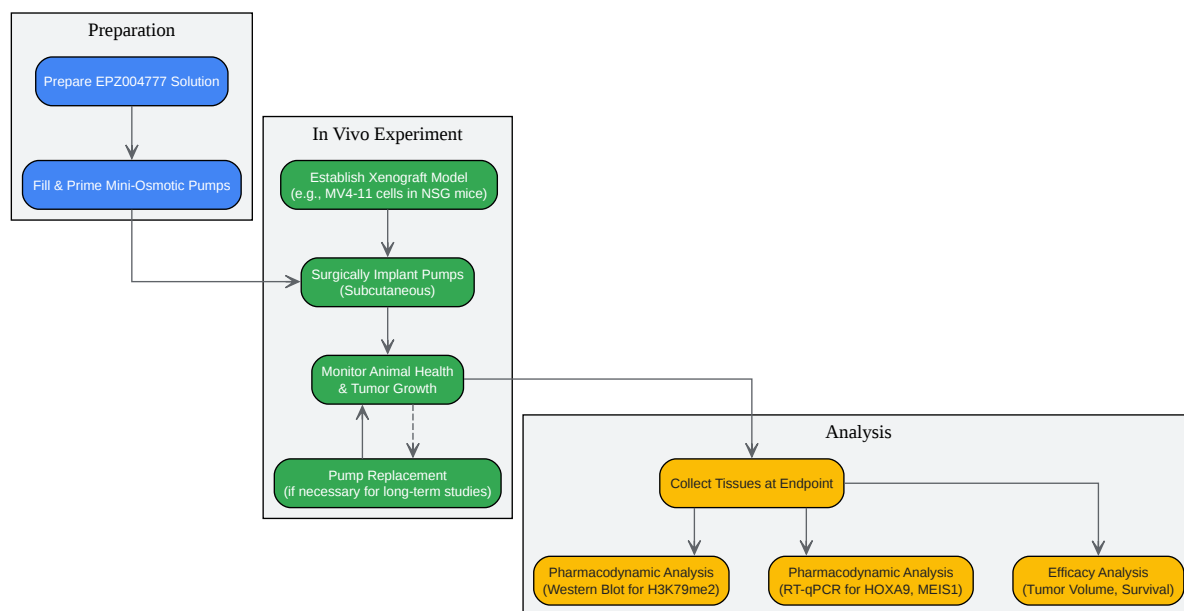 Preparation
Prepare EPZ004777 Solution
Fill & Prime Mini-Osmotic Pumps
In Vivo Experiment
Establish Xenograft Model
(e.g., MV4-11 cells in NSG mice)
Surgically Implant Pumps
(Subcutaneous)
Monitor Animal Health
& Tumor Growth
Pump Replacement
(if necessary for long-term studies)
Analysis
Collect Tissues at Endpoint
Pharmacodynamic Analysis
(Western Blot for H3K79me2)
Pharmacodynamic Analysis
(RT-qPCR for HOXA9, MEIS1)
Efficacy Analysis
(Tumor Volume, Survival)